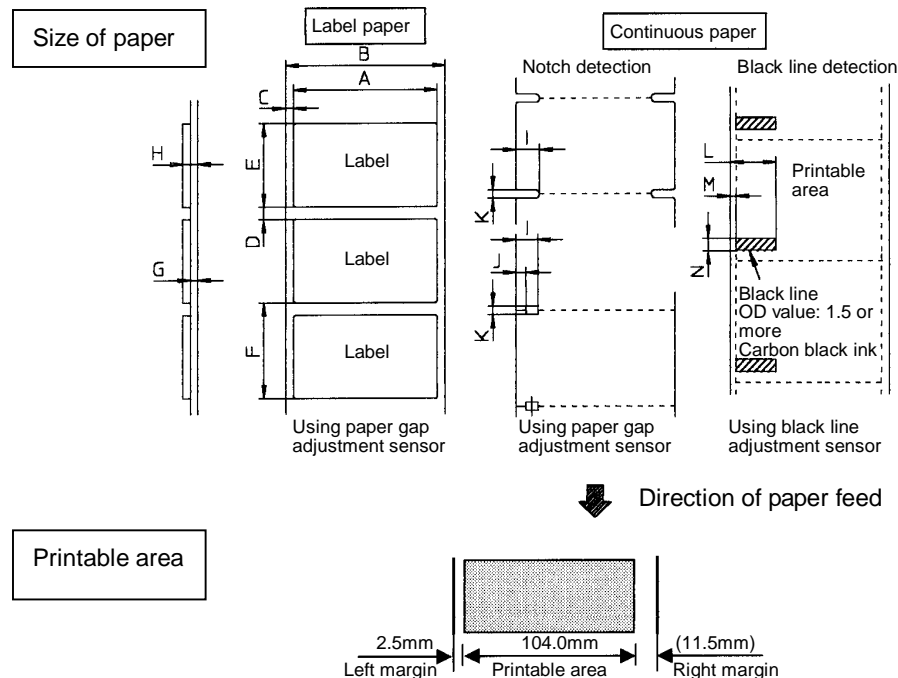 Size of paper
Label paper
Continuous paper
Notch detection
Black line detection
B
A
C
H
E
Label
D
G
Label
F
Label
Using paper gap
adjustment sensor
I
K
I
J
K
Using paper gap
adjustment sensor
L
Printable
area
M
N
Black line
OD value: 1.5 or
more
Carbon black ink
Using black line
adjustment sensor
Direction of paper feed
Printable area
2.5mm
104.0mm
(11.5mm)
Left margin
Printable area
Right margin